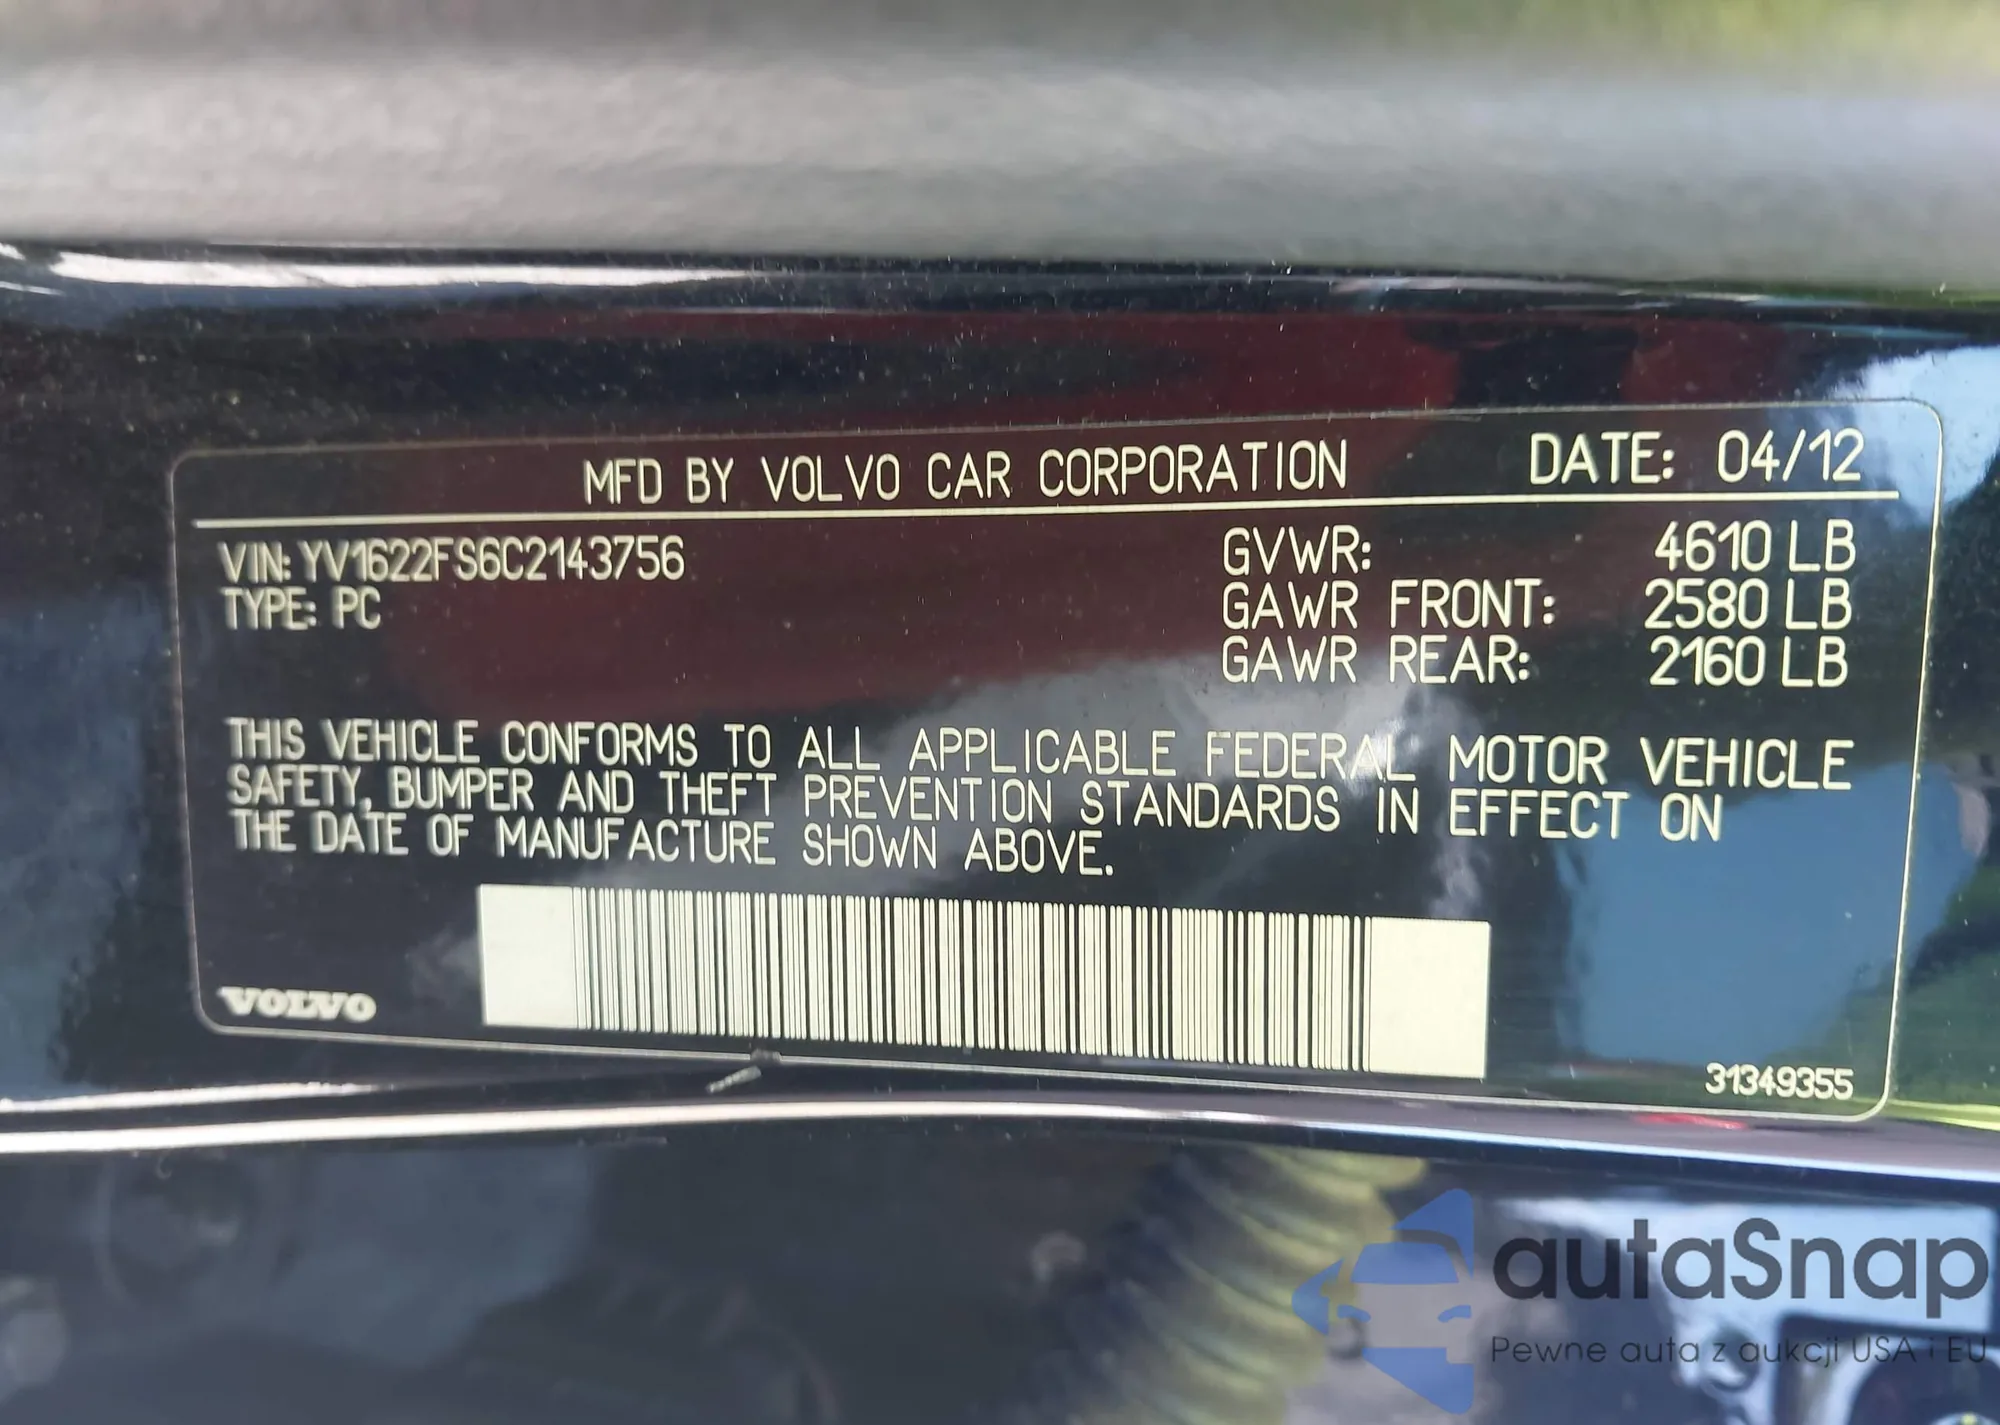 MFD BY VOLVO CAR CORPORATION DATE: 04/12
VIN: YV1622FS6C2143756 GVWR: 4610 LB
TYPE: PC GAWR FRONT: 2580 LB
GAWR REAR: 2160 LB
THIS VEHICLE CONFORMS TO ALL APPLICABLE FEDERAL MOTOR VEHICLE
SAFETY, BUMPER AND THEFT PREVENTION STANDARDS IN EFFECT ON
THE DATE OF MANUFACTURE SHOWN ABOVE.
VOLVO
31349355
autaSnap
Pewne auta z aukcji USA i EU